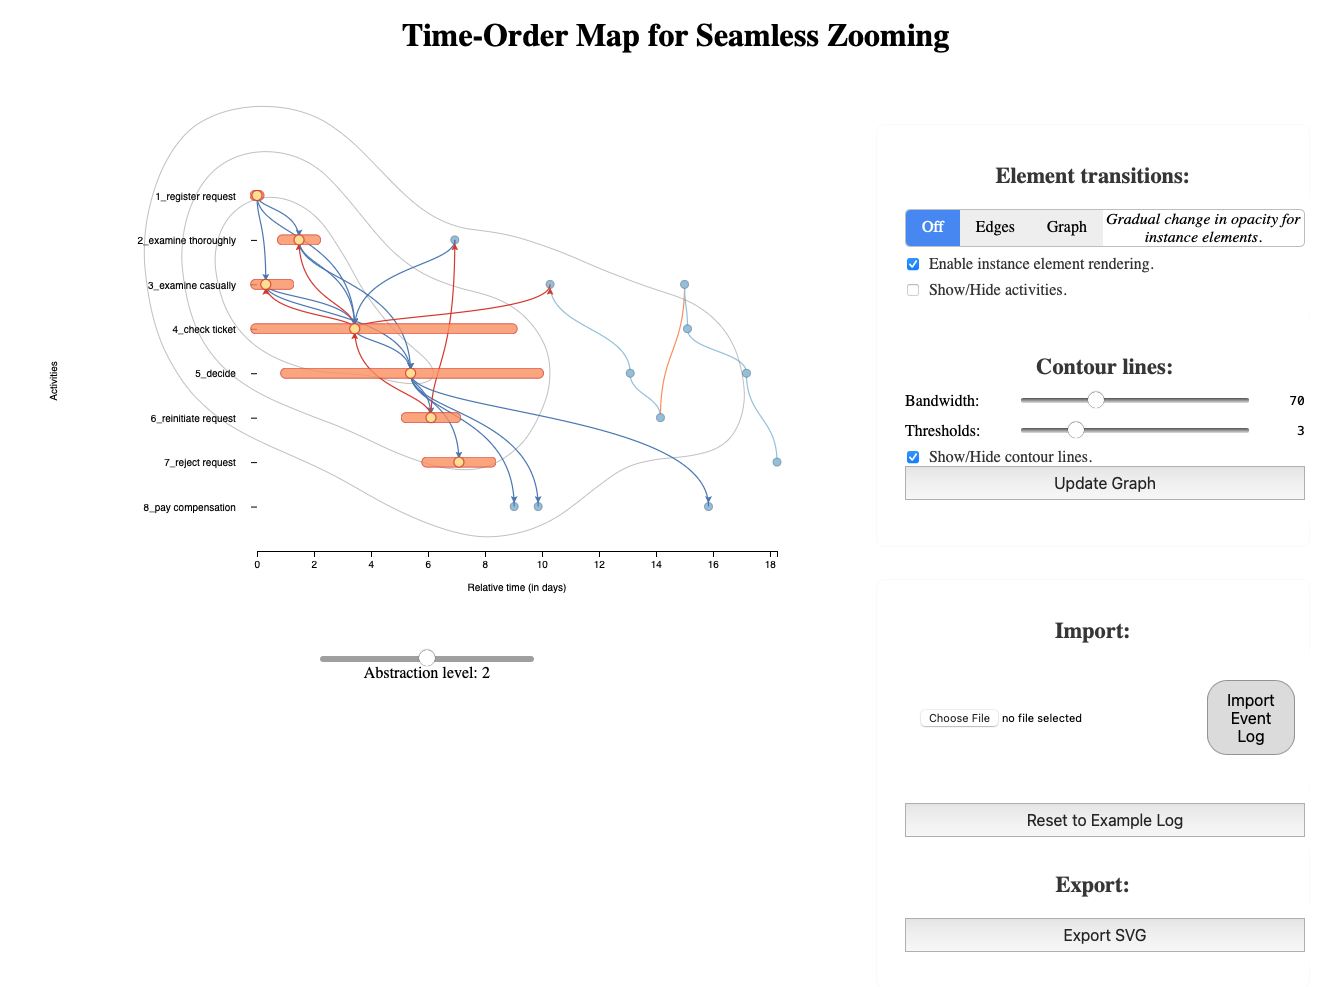 Time-Order Map for Seamless Zooming
Activities
1_register request
2_examine thoroughly
3_examine casually
4_check ticket
5_decide
6_reinitiate request
7_reject request
8_pay compensation
0 2 4 6 8 10 12 14 16 18
Relative time (in days)
Abstraction level: 2
Element transitions:
Off Edges Graph Gradual change in opacity for
instance elements.
Enable instance element rendering.
Show/Hide activities.
Contour lines:
Bandwidth: 70
Thresholds: 3
Show/Hide contour lines.
Update Graph
Import:
Choose File no file selected
Import
Event
Log
Reset to Example Log
Export:
Export SVG